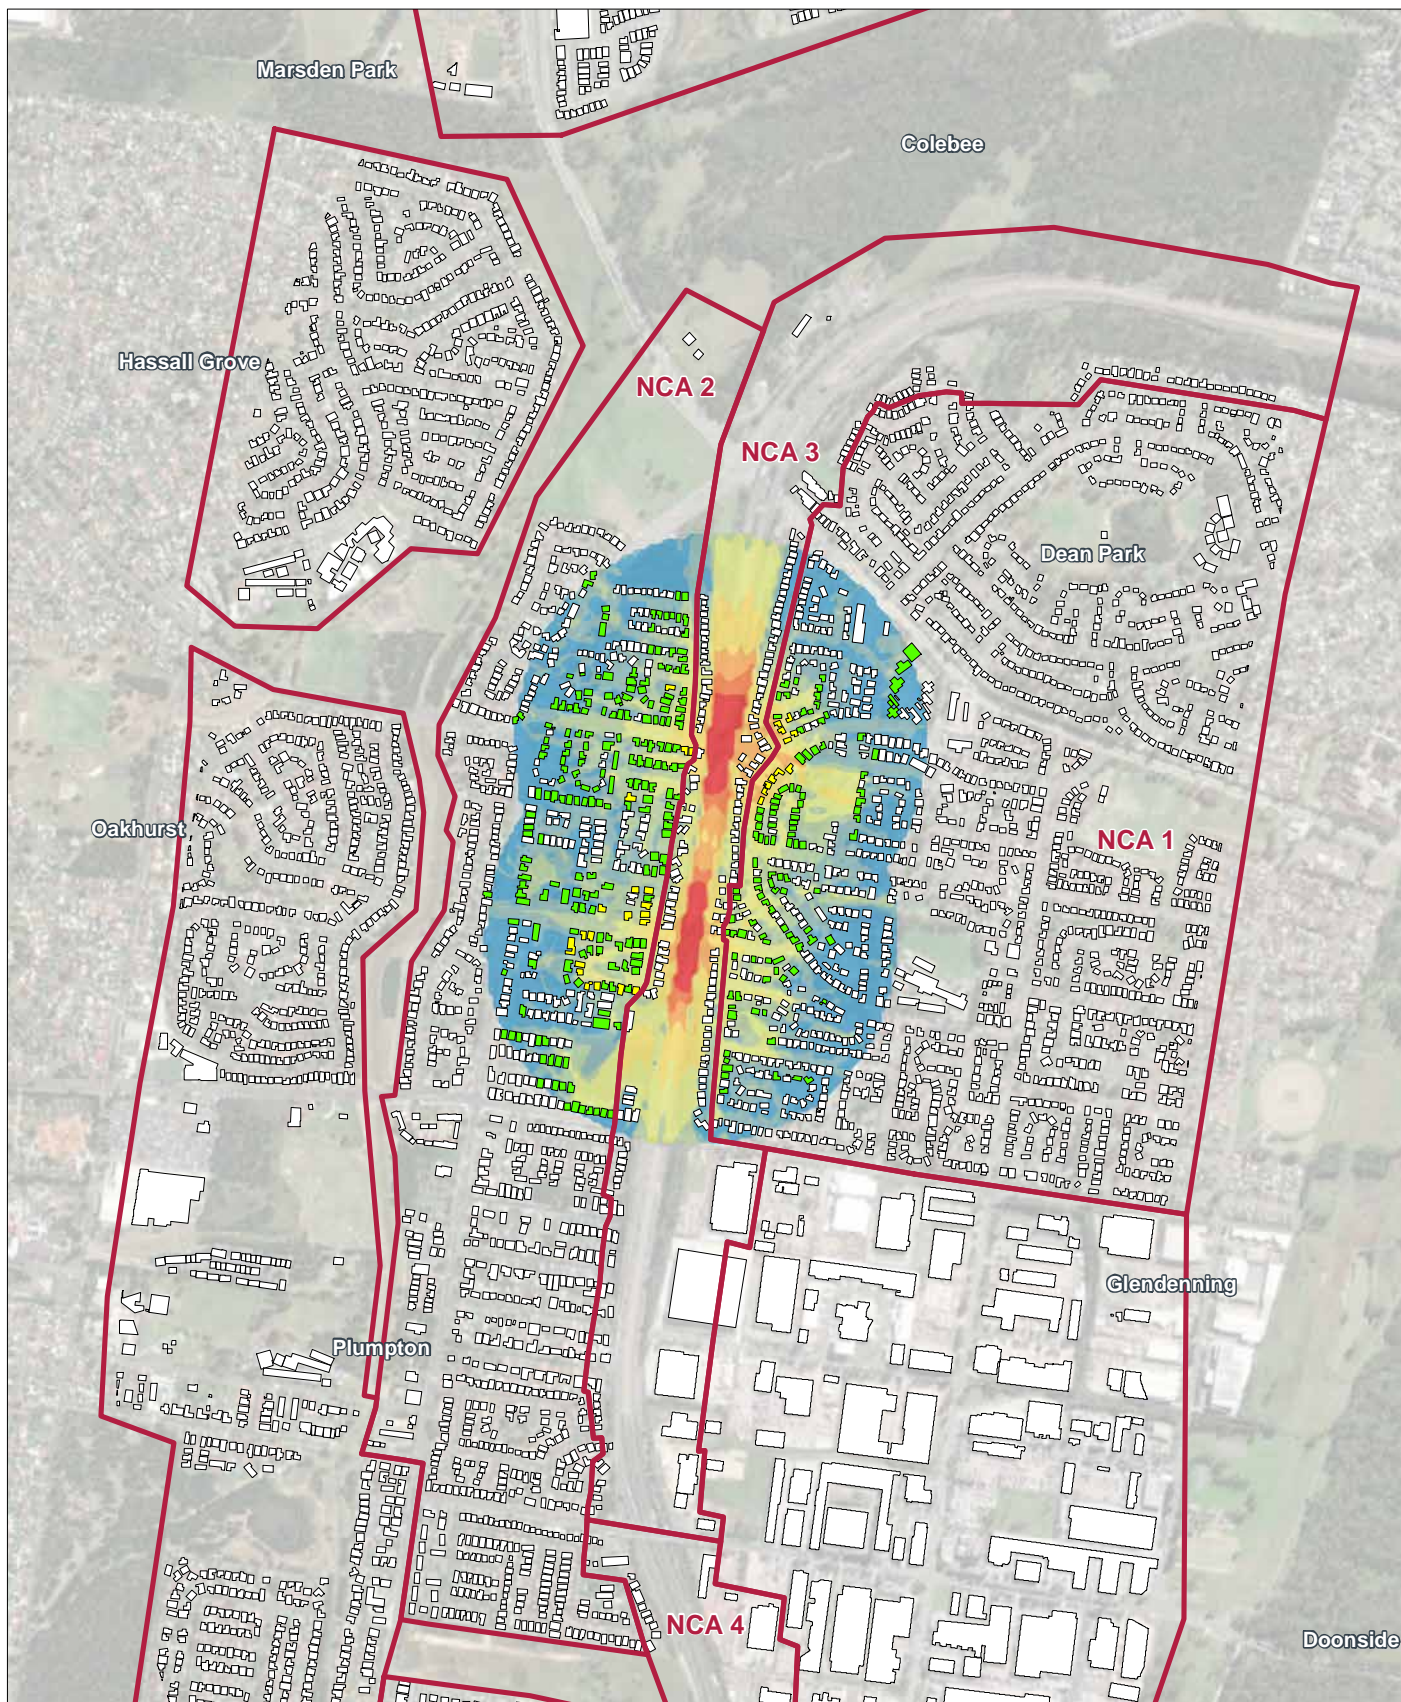 Marsden Park
Colebee
Hassall Grove
NCA 2
NCA 3
Dean Park
Oakhurst
NCA 1
Glendenning
Plumpton
NCA 4
Doonside